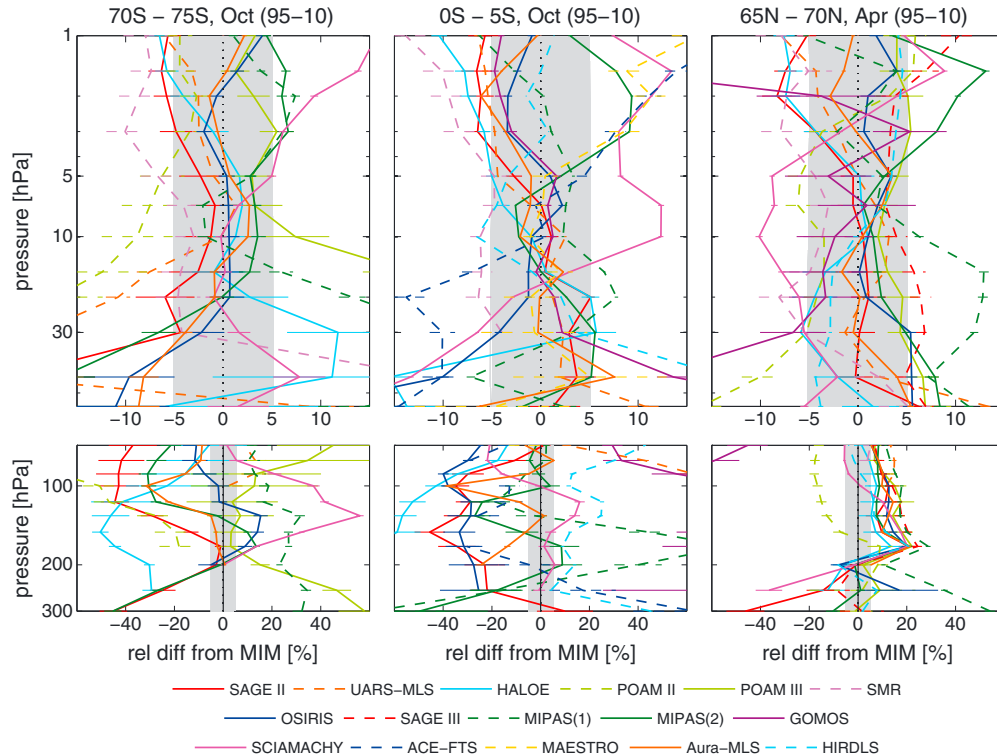 70S − 75S, Oct (95−10)
0S − 5S, Oct (95−10)
65N − 70N, Apr (95−10)
pressure [hPa]
1
5
10
30
−10 −5 0 5 10
−10 −5 0 5 10
−10 −5 0 5 10
pressure [hPa]
100
200
300
−40 −20 0 20 40
−40 −20 0 20 40
−40 −20 0 20 40
rel diff from MIM [%]
rel diff from MIM [%]
rel diff from MIM [%]
SAGE II UARS−MLS HALOE POAM II POAM III SMR
OSIRIS SAGE III MIPAS(1) MIPAS(2) GOMOS
SCIAMACHY ACE−FTS MAESTRO Aura−MLS HIRDLS